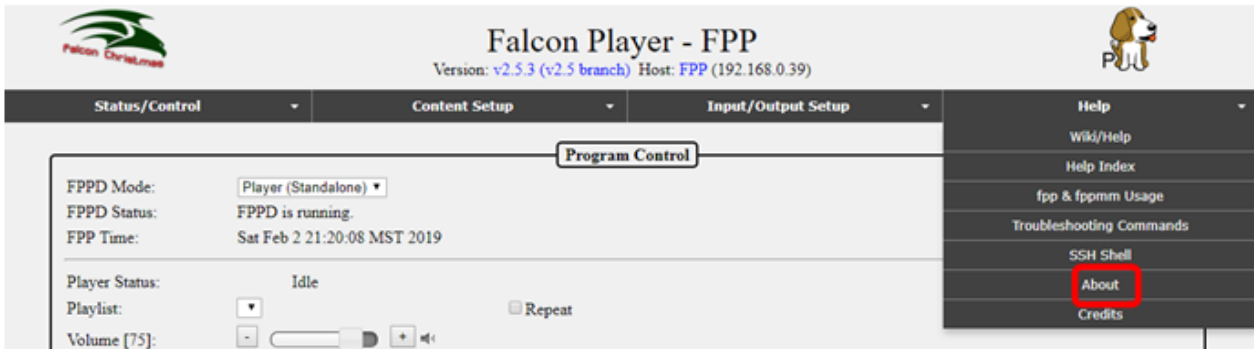 Falcon Christmas
Falcon Player - FPP
Version: v2.5.3 (v2.5 branch) Host: FPP (192.168.0.39)
Status/Control
Content Setup
Input/Output Setup
Help
Wiki/Help
Help Index
fpp & fppmm Usage
Troubleshooting Commands
SSH Shell
About
Credits
Program Control
FPPD Mode: Player (Standalone)
FPPD Status: FPPD is running.
FPP Time: Sat Feb 2 21:20:08 MST 2019
Player Status: Idle
Playlist: Repeat
Volume [75]: - +